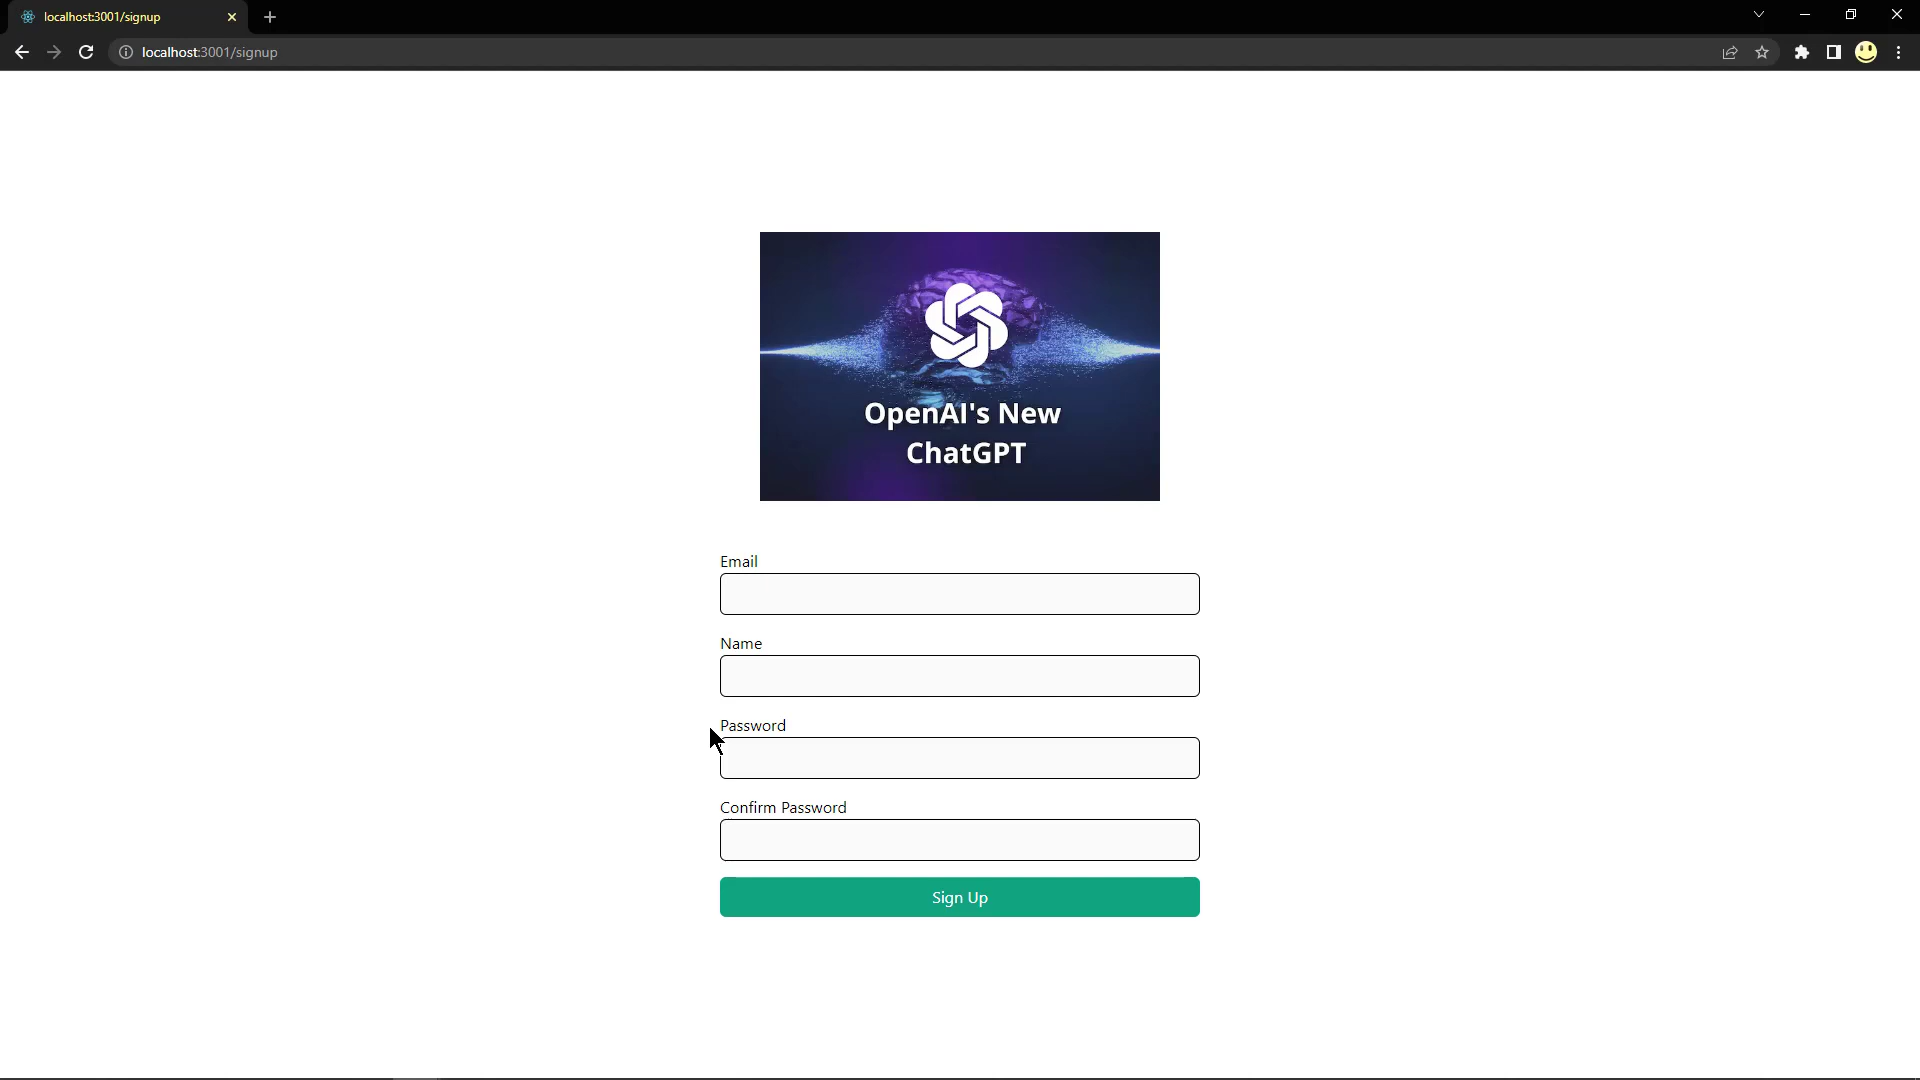 localhost:3001/signup
localhost:3001/signup
OpenAI's New
ChatGPT
Email
Name
Password
Confirm Password
Sign Up